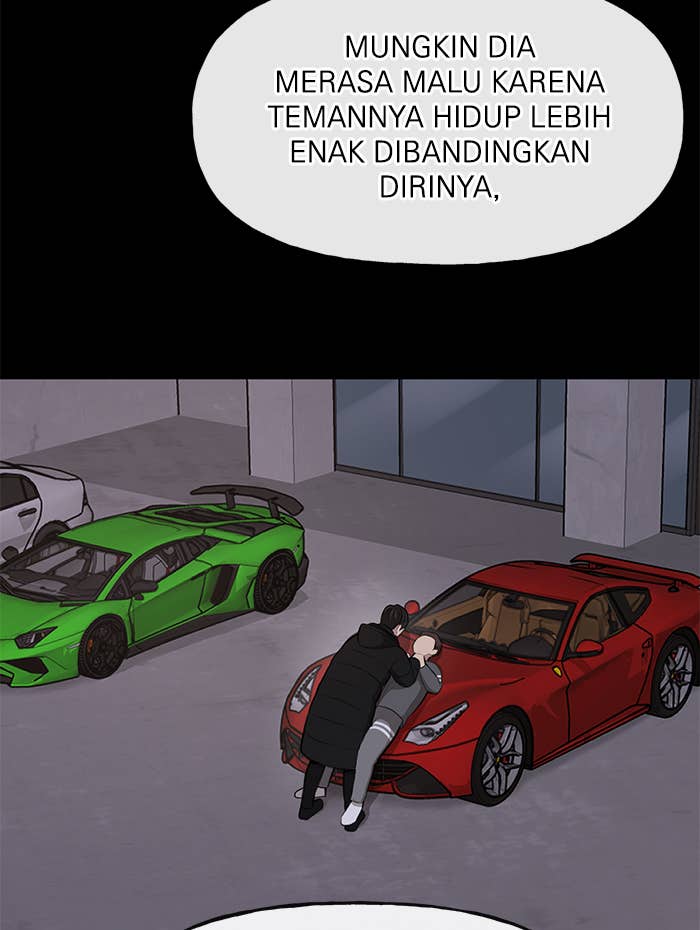 MUNGKIN DIA
MERASA MALU KARENA
TEMANNYA HIDUP LEBIH
ENAK DIBANDINGKAN
DIRINYA,